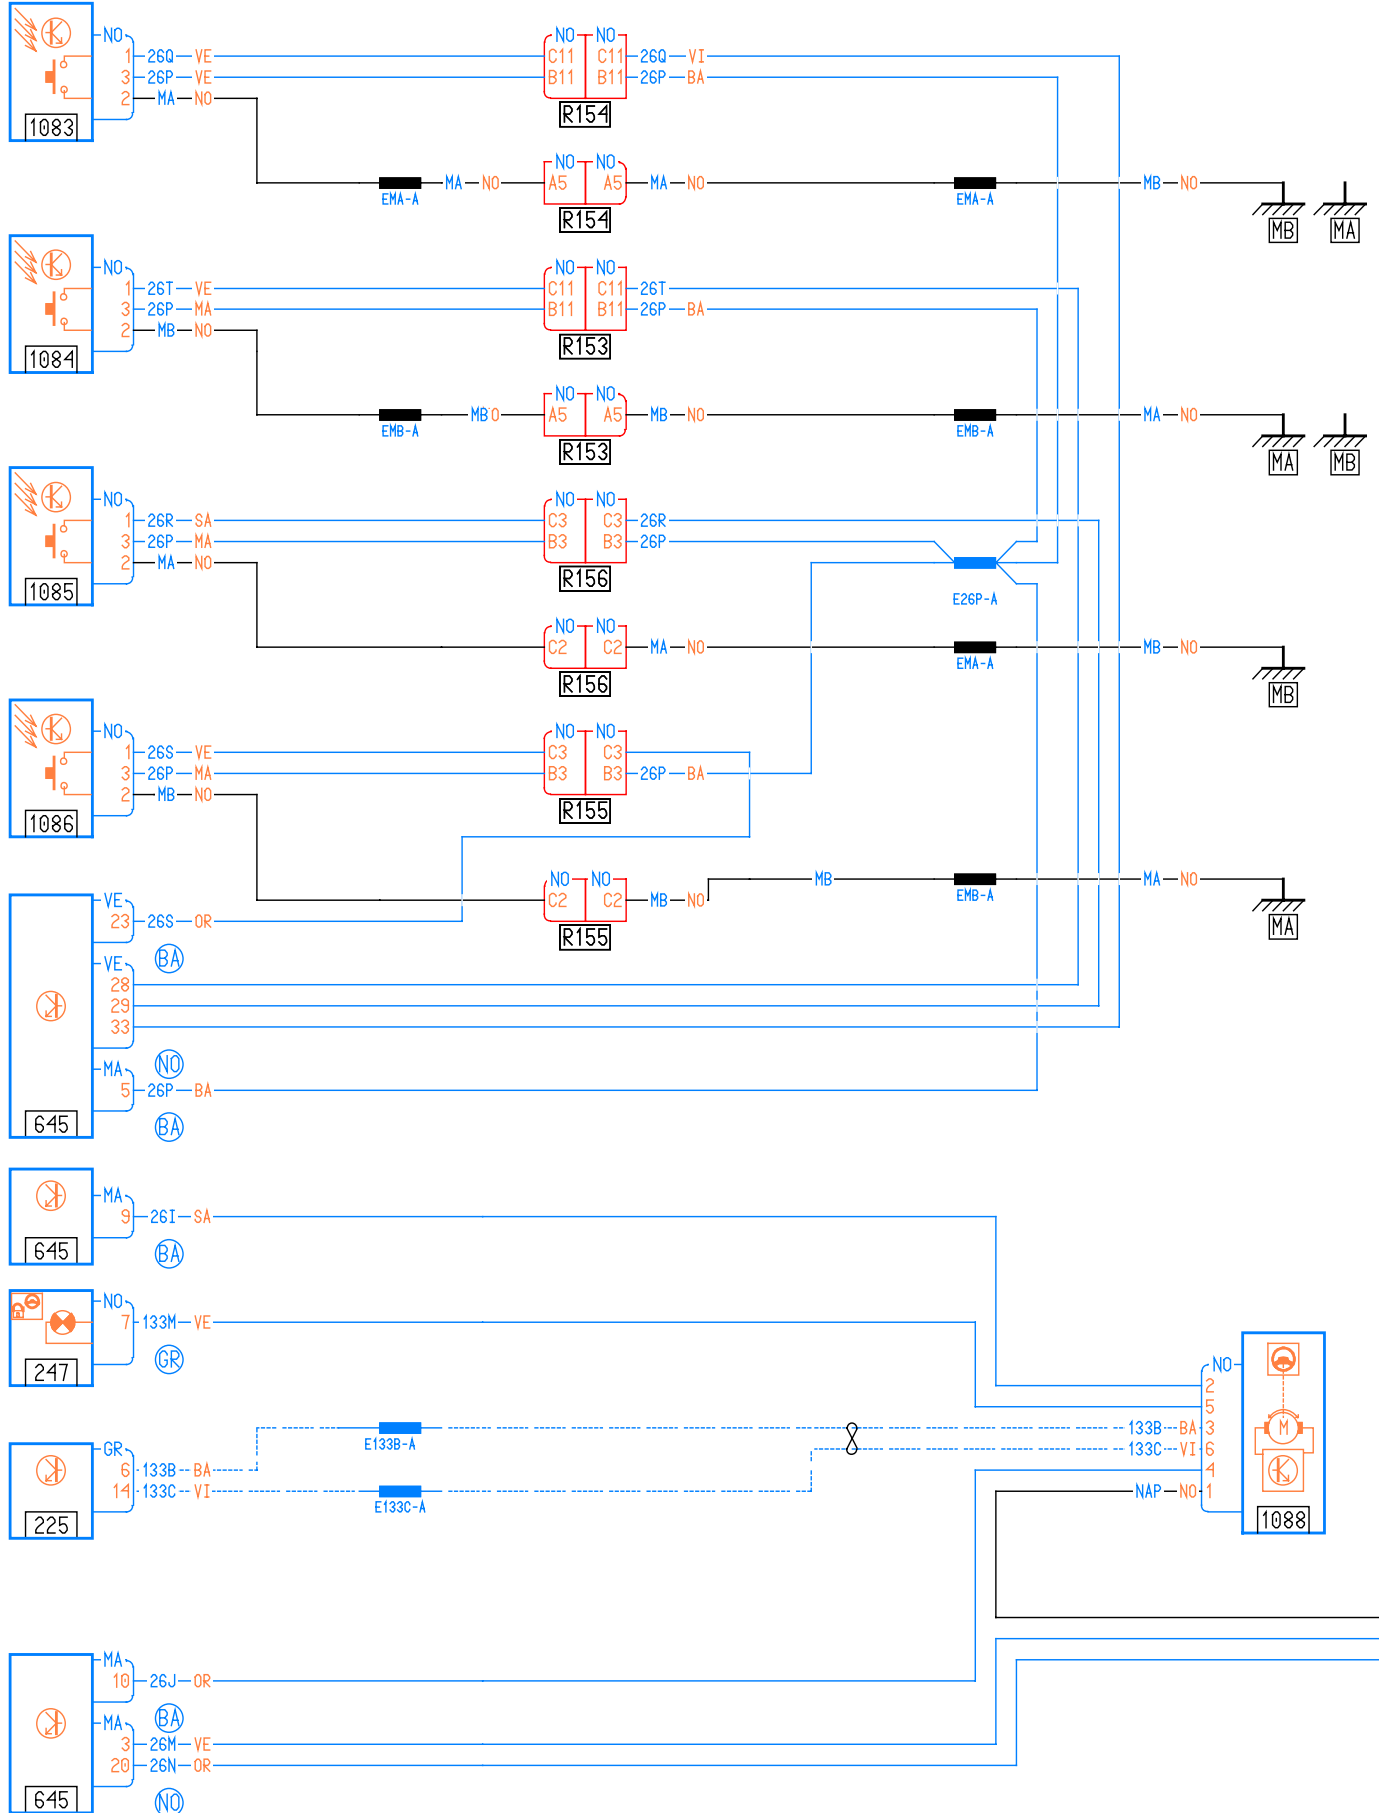 NO NO NO
1 26Q VE C11 C11 26Q VI
3 26P VE B11 B11 26P BA
2 MA NO
1083 R154
NO NO
EMA-A MA NO A5 A5 MA NO EMA-A MB NO
R154 MB MA
NO NO NO
1 26T VE C11 C11 26T
3 26P MA B11 B11 26P BA
2 MB NO
1084 R153
NO NO
EMB-A MB O A5 A5 MB NO EMB-A MA NO
R153 MA MB
NO NO NO
1 26R SA C3 C3 26R
3 26P MA B3 B3 26P
2 MA NO
1085 R156 E26P-A
NO NO
C2 C2 MA NO EMA-A MB NO
R156 MB
NO NO NO
1 26S VE C3 C3
3 26P MA B3 B3 26P BA
2 MB NO
1086 R155
NO NO
C2 C2 MB NO MB EMB-A MA NO
R155 MA
VE
23 26S OR
BA
VE
28
29
33
NO
MA
5 26P BA
645 BA
MA
9 26I SA
645 BA
NO
7 133M VE
247 GR
NO
2
5
E133B-A 133B BA 3
133C VI 6
4
NAP NO 1
M
1088
GR
6 133B BA
14 133C VI
E133C-A
225
MA
10 26J OR
BA
MA
3 26M VE
20 26N OR
645 NO